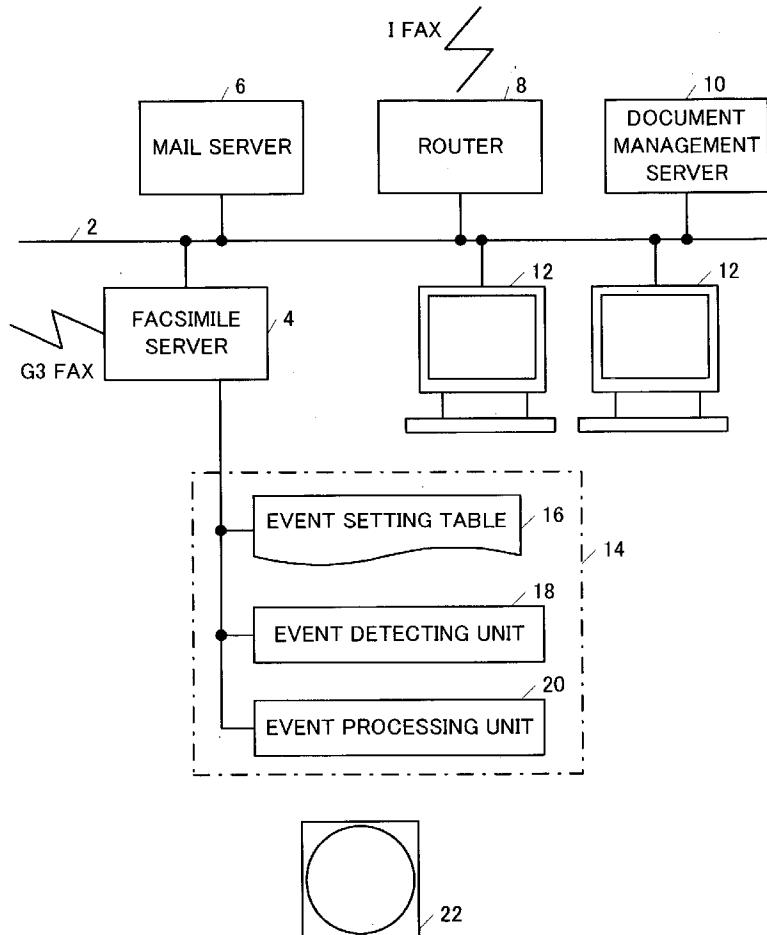 I FAX
6
8
10
MAIL SERVER
ROUTER
DOCUMENT
MANAGEMENT
SERVER
2
12
12
FACSIMILE
SERVER
4
G3 FAX
EVENT SETTING TABLE
16
14
18
EVENT DETECTING UNIT
20
EVENT PROCESSING UNIT
22